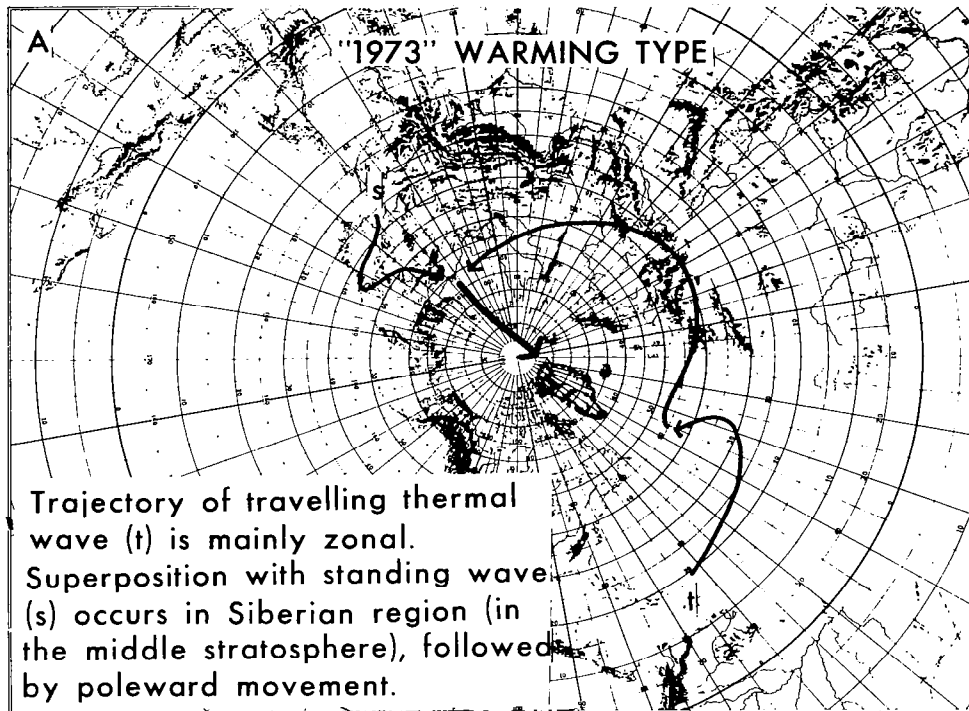 A
"1973" WARMING TYPE
s
t
Trajectory of travelling thermal
wave (t) is mainly zonal.
Superposition with standing wave
(s) occurs in Siberian region (in
the middle stratosphere), followed
by poleward movement.